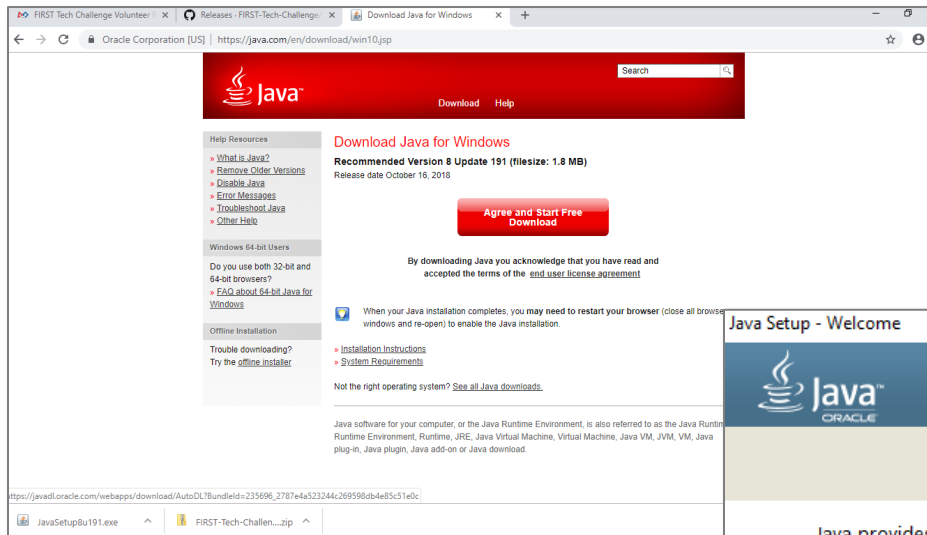 FIRST Tech Challenge Volunteer
Releases · FIRST-Tech-Challenge/
Download Java for Windows
Oracle Corporation [US] | https://java.com/en/download/win10.jsp
Java™
Search
Download Help
Help Resources
» What is Java?
» Remove Older Versions
» Disable Java
» Error Messages
» Troubleshoot Java
» Other Help
Windows 64-bit Users
Do you use both 32-bit and
64-bit browsers?
» FAQ about 64-bit Java for
Windows
Offline Installation
Trouble downloading?
Try the offline installer
Download Java for Windows
Recommended Version 8 Update 191 (filesize: 1.8 MB)
Release date October 16, 2018
Agree and Start Free
Download
By downloading Java you acknowledge that you have read and
accepted the terms of the end user license agreement
When your Java installation completes, you may need to restart your browser (close all browser
windows and re-open) to enable the Java installation.
» Installation Instructions
» System Requirements
Not the right operating system? See all Java downloads.
Java software for your computer, or the Java Runtime Environment, is also referred to as the Java Runtime
Runtime Environment, Runtime, JRE, Java Virtual Machine, Virtual Machine, Java VM, JVM, VM, Java
plug-in, Java plugin, Java add-on or Java download.
https://javadl.oracle.com/webapps/download/AutoDL?BundleId=235696_2787e4a523244c269598db4e85c51e0c
JavaSetup8u191.exe
FIRST-Tech-Challen....zip
Java Setup - Welcome
Java™
ORACLE
Java provides